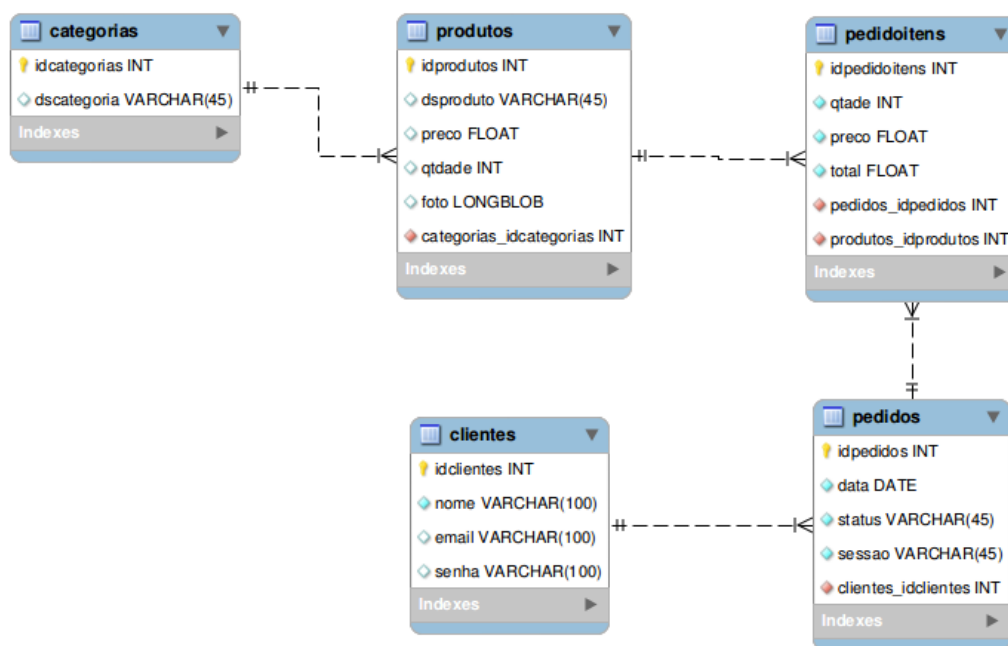 categorias
idcategorias INT
dscategoria VARCHAR(45)
Indexes
produtos
idprodutos INT
dsproduto VARCHAR(45)
preco FLOAT
qtdade INT
foto LONGBLOB
categorias_idcategorias INT
Indexes
pedidoitens
idpedidoitens INT
qtade INT
preco FLOAT
total FLOAT
pedidos_idpedidos INT
produtos_idprodutos INT
Indexes
clientes
idclientes INT
nome VARCHAR(100)
email VARCHAR(100)
senha VARCHAR(100)
Indexes
pedidos
idpedidos INT
data DATE
status VARCHAR(45)
sessao VARCHAR(45)
clientes_idclientes INT
Indexes